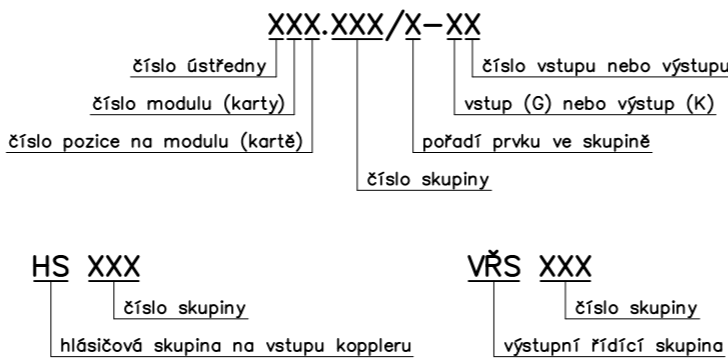 XXX.XXX/X-XX
číslo ústředny číslo vstupu nebo výstupu
číslo modulu (karty) vstup (G) nebo výstup (K)
číslo pozice na modulu (kartě) pořadí prvku ve skupině
číslo skupiny
HS XXX VŘS XXX
číslo skupiny číslo skupiny
hlásičová skupina na vstupu koppleru výstupní řídící skupina